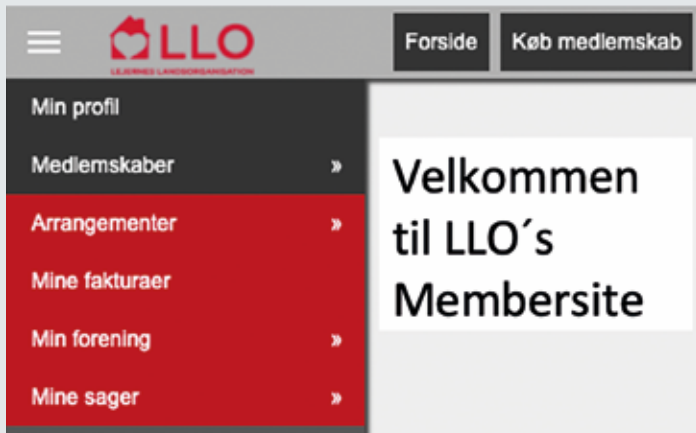 LLO
LEJERNES LANDSORGANISATION
Forside
Køb medlemskab
Min profil
Medlemskaber »
Arrangementer »
Mine fakturaer
Min forening »
Mine sager »
Velkommen
til LLO´s
Membersite